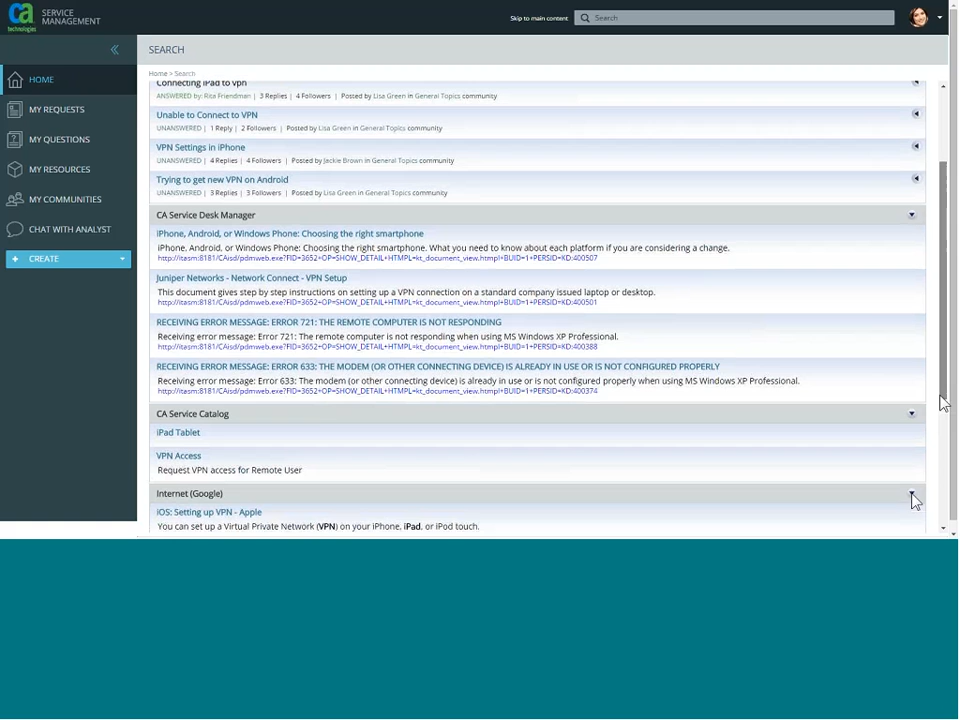 ca
technologies
SERVICE
MANAGEMENT
Skip to main content
Search
SEARCH
HOME
MY REQUESTS
MY QUESTIONS
MY RESOURCES
MY COMMUNITIES
CHAT WITH ANALYST
+ CREATE
Home > Search
Connecting iPad to vpn
ANSWERED BY: Rita Friendman | 3 Replies | 4 Followers | Posted by Lisa Green in General Topics community
Unable to Connect to VPN
UNANSWERED | 1 Reply | 2 Followers | Posted by Lisa Green in General Topics community
VPN Settings in iPhone
UNANSWERED | 4 Replies | 4 Followers | Posted by Jackie Brown in General Topics community
Trying to get new VPN on Android
UNANSWERED | 3 Replies | 3 Followers | Posted by Lisa Green in General Topics community
CA Service Desk Manager
iPhone, Android, or Windows Phone: Choosing the right smartphone
iPhone, Android, or Windows Phone: Choosing the right smartphone. What you need to know about each platform if you are considering a change.
http://itasm:8181/CAisd/pdmweb.exe?FID=3652+OP=SHOW_DETAIL+HTMPL=kt_document_view.htmpl+BUID=1+PERSID=KD:400507
Juniper Networks - Network Connect - VPN Setup
This document gives step by step instructions on setting up a VPN connection on a standard company issued laptop or desktop.
http://itasm:8181/CAisd/pdmweb.exe?FID=3652+OP=SHOW_DETAIL+HTMPL=kt_document_view.htmpl+BUID=1+PERSID=KD:400501
RECEIVING ERROR MESSAGE: ERROR 721: THE REMOTE COMPUTER IS NOT RESPONDING
Receiving error message: Error 721: The remote computer is not responding when using MS Windows XP Professional.
http://itasm:8181/CAisd/pdmweb.exe?FID=3652+OP=SHOW_DETAIL+HTMPL=kt_document_view.htmpl+BUID=1+PERSID=KD:400388
RECEIVING ERROR MESSAGE: ERROR 633: THE MODEM (OR OTHER CONNECTING DEVICE) IS ALREADY IN USE OR IS NOT CONFIGURED PROPERLY
Receiving error message: Error 633: The modem (or other connecting device) is already in use or is not configured properly when using MS Windows XP Professional.
http://itasm:8181/CAisd/pdmweb.exe?FID=3652+OP=SHOW_DETAIL+HTMPL=kt_document_view.htmpl+BUID=1+PERSID=KD:400374
CA Service Catalog
iPad Tablet
VPN Access
Request VPN access for Remote User
Internet (Google)
iOS: Setting up VPN - Apple
You can set up a Virtual Private Network (VPN) on your iPhone, iPad, or iPod touch.